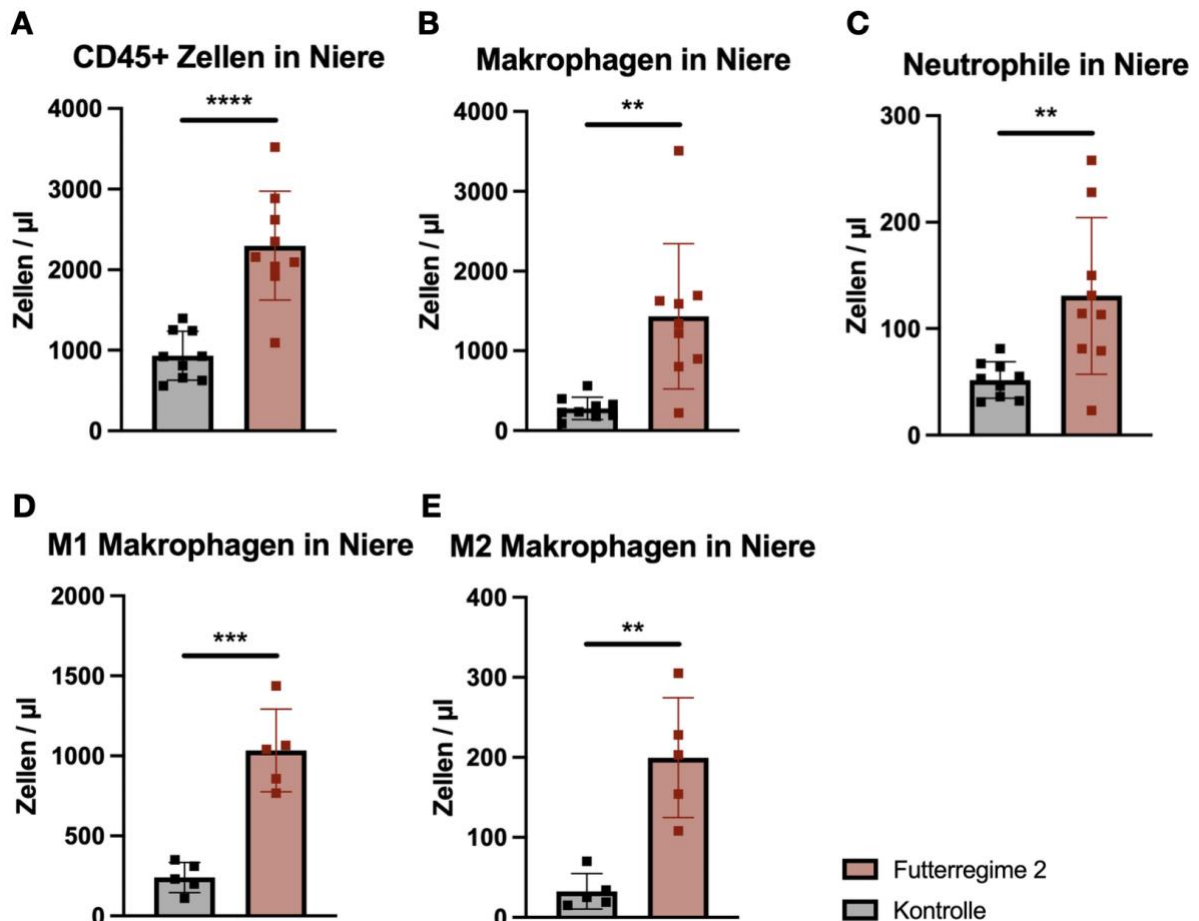 A
CD45+ Zellen in Niere
****
4000
3000
2000
1000
0
Zellen / µl
B
Makrophagen in Niere
**
4000
3000
2000
1000
0
Zellen / µl
C
Neutrophile in Niere
**
300
200
100
0
Zellen / µl
D
M1 Makrophagen in Niere
***
2000
1500
1000
500
0
Zellen / µl
E
M2 Makrophagen in Niere
**
400
300
200
100
0
Zellen / µl
Futterregime 2
Kontrolle